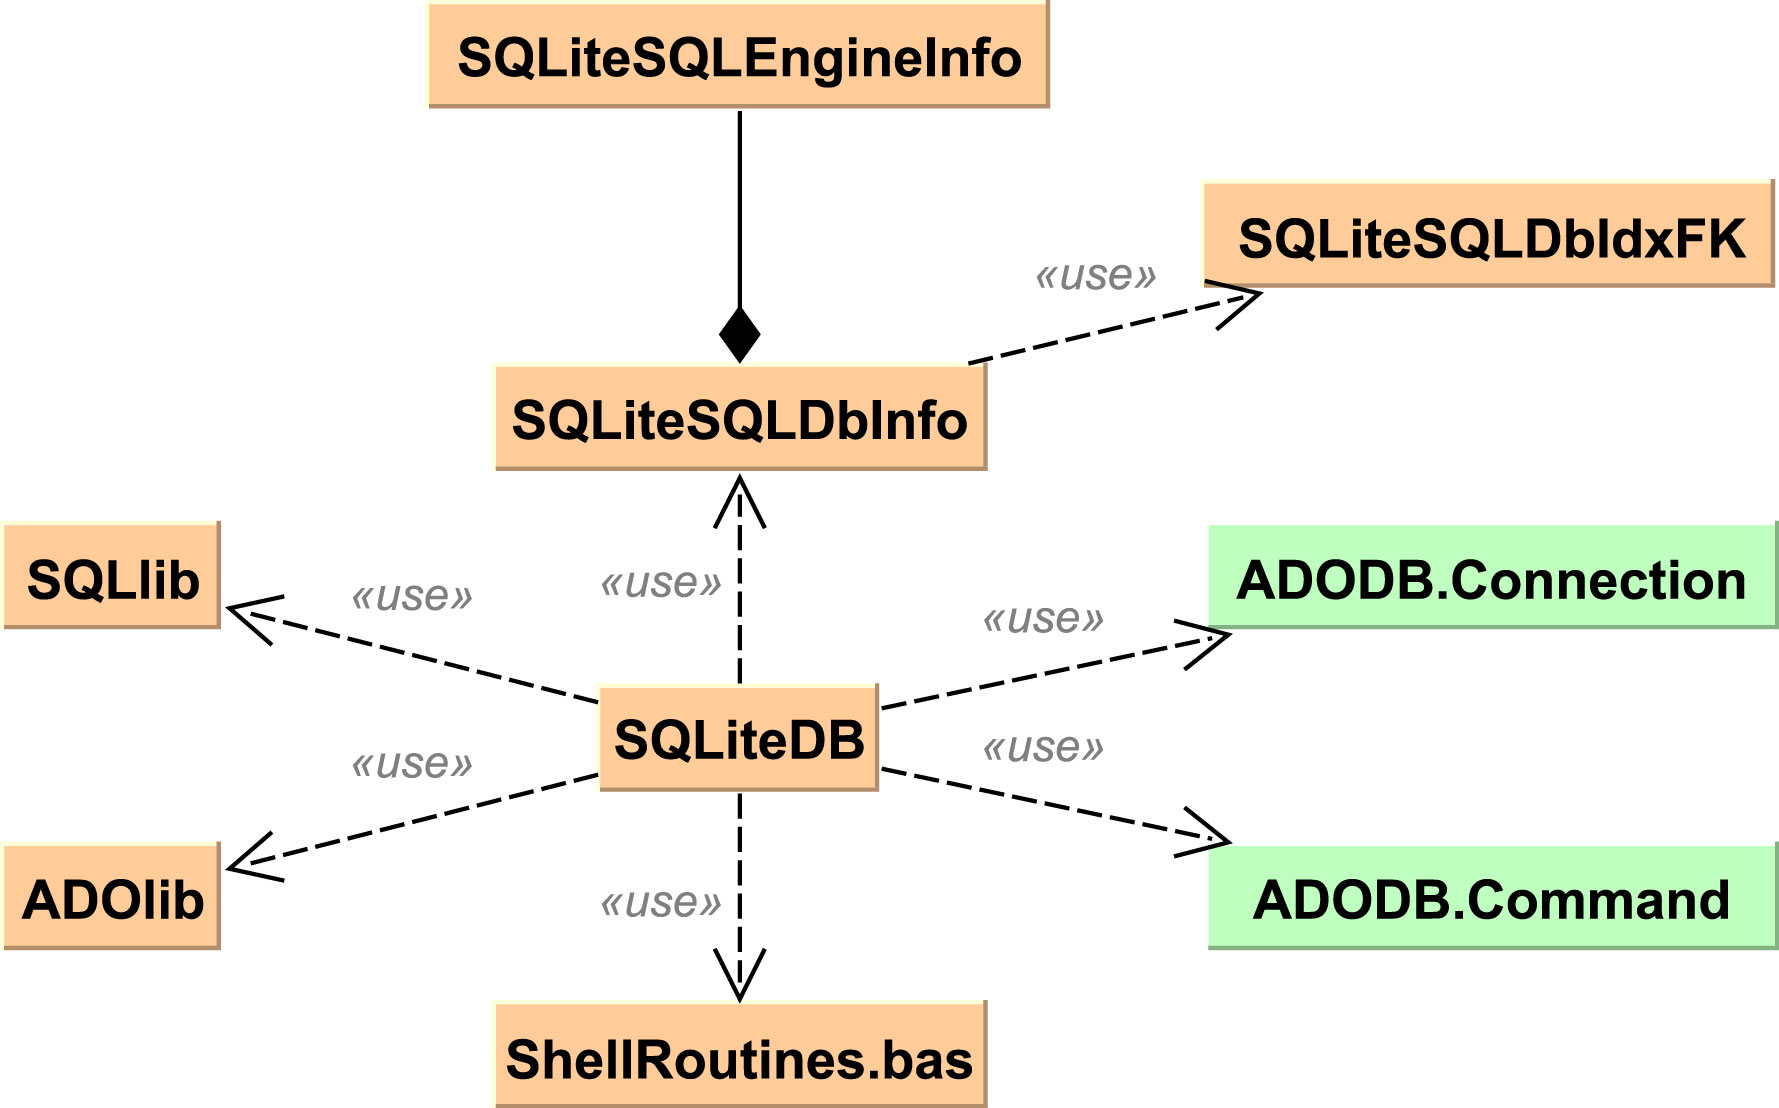 SQLiteSQLEngineInfo
SQLiteSQLDbIdxFK
«use»
SQLiteSQLDbInfo
SQLlib
«use»
«use»
ADODB.Connection
«use»
SQLiteDB
«use»
«use»
ADOlib
«use»
ADODB.Command
ShellRoutines.bas